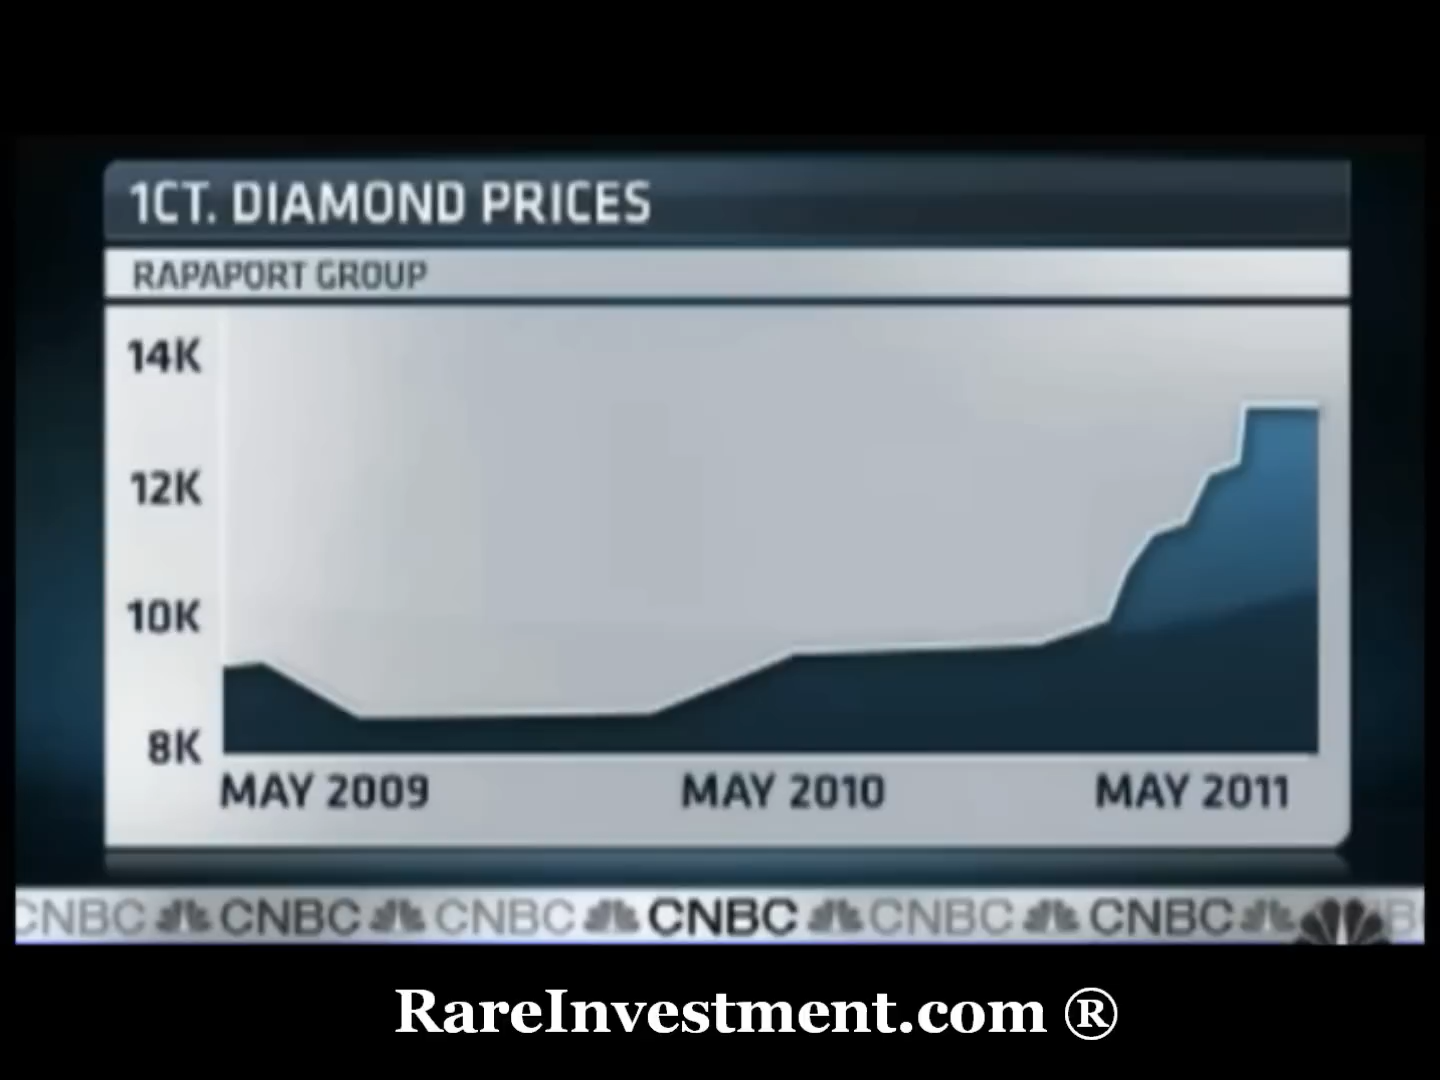 1CT. DIAMOND PRICES
RAPAPORT GROUP
14K
12K
10K
8K
MAY 2009 MAY 2010 MAY 2011
CNBC CNBC CNBC CNBC CNBC CNBC
RareInvestment.com ®